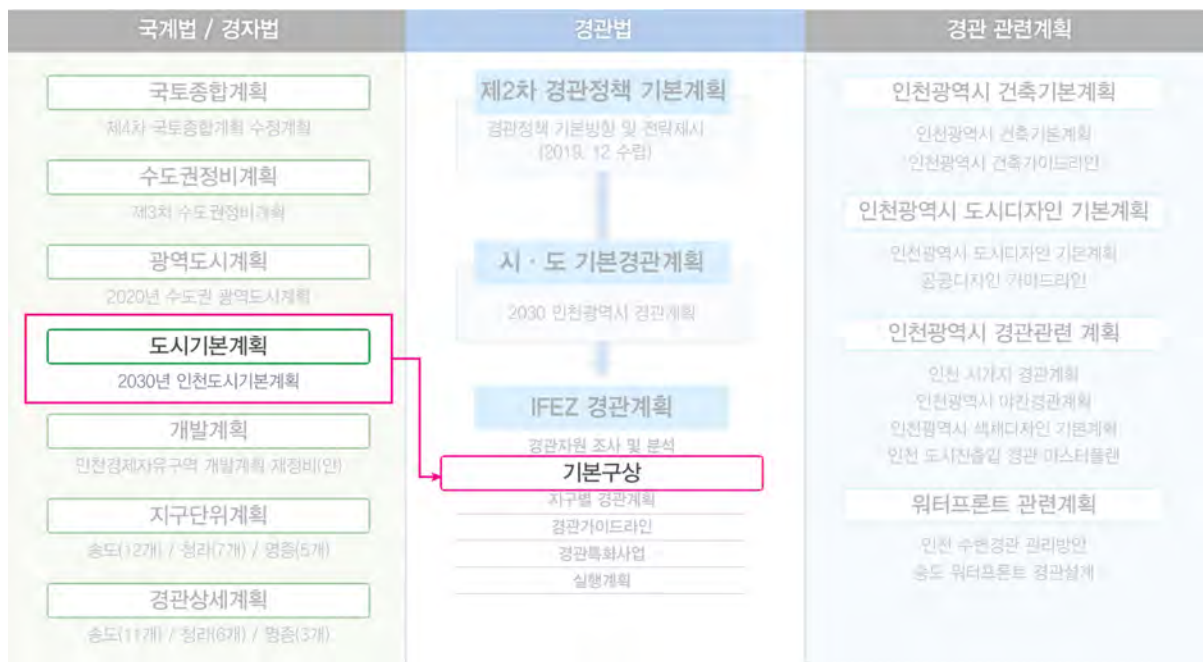 국계법 / 경자법
국토종합계획
제4차 국토종합계획 수정계획
수도권정비계획
제3차 수도권정비계획
광역도시계획
2020년 수도권 광역도시계획
도시기본계획
2030년 인천도시기본계획
개발계획
인천경제자유구역 개발계획 재정비(안)
지구단위계획
송도(12개) / 청라(7개) / 영종(5개)
경관상세계획
송도(11개) / 청라(6개) / 영종(3개)
경관법
제2차 경관정책 기본계획
경관정책 기본방향 및 전략제시
(2019. 12 수립)
시 · 도 기본경관계획
2030 인천광역시 경관계획
IFEZ 경관계획
경관자원 조사 및 분석
기본구상
지구별 경관계획
경관가이드라인
경관특화사업
실행계획
경관 관련계획
인천광역시 건축기본계획
인천광역시 건축기본계획
인천광역시 건축가이드라인
인천광역시 도시디자인 기본계획
인천광역시 도시디자인 기본계획
공공디자인 가이드라인
인천광역시 경관관련 계획
인천 시가지 경관계획
인천광역시 야간경관계획
인천광역시 색채디자인 기본계획
인천 도시진출입 경관 마스터플랜
워터프론트 관련계획
인천 수변경관 관리방안
송도 워터프론트 경관설계